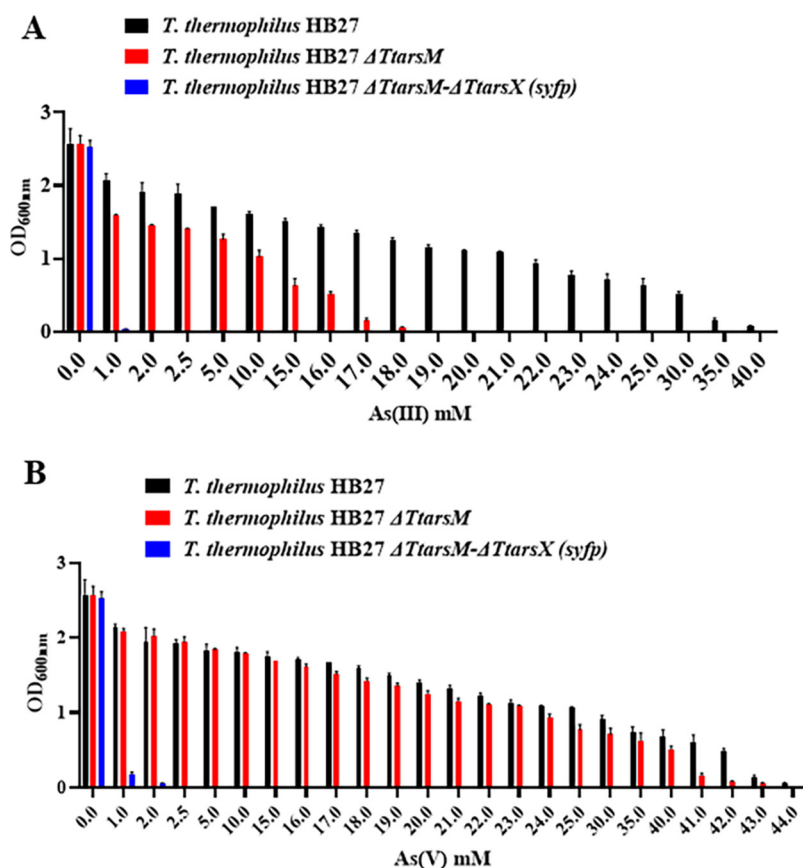 A
T. thermophilus HB27
T. thermophilus HB27 ΔTtarsM
T. thermophilus HB27 ΔTtarsM-ΔTtarsX (syfp)
3
2
1
0
OD600nm
0.0 1.0 2.0 2.5 5.0 10.0 15.0 16.0 17.0 18.0 19.0 20.0 21.0 22.0 23.0 24.0 25.0 30.0 35.0 40.0
As(III) mM
B
T. thermophilus HB27
T. thermophilus HB27 ΔTtarsM
T. thermophilus HB27 ΔTtarsM-ΔTtarsX (syfp)
3
2
1
0
OD600nm
0.0 1.0 2.0 2.5 5.0 10.0 15.0 16.0 17.0 18.0 19.0 20.0 21.0 22.0 23.0 24.0 25.0 30.0 35.0 40.0 41.0 42.0 43.0 44.0
As(V) mM